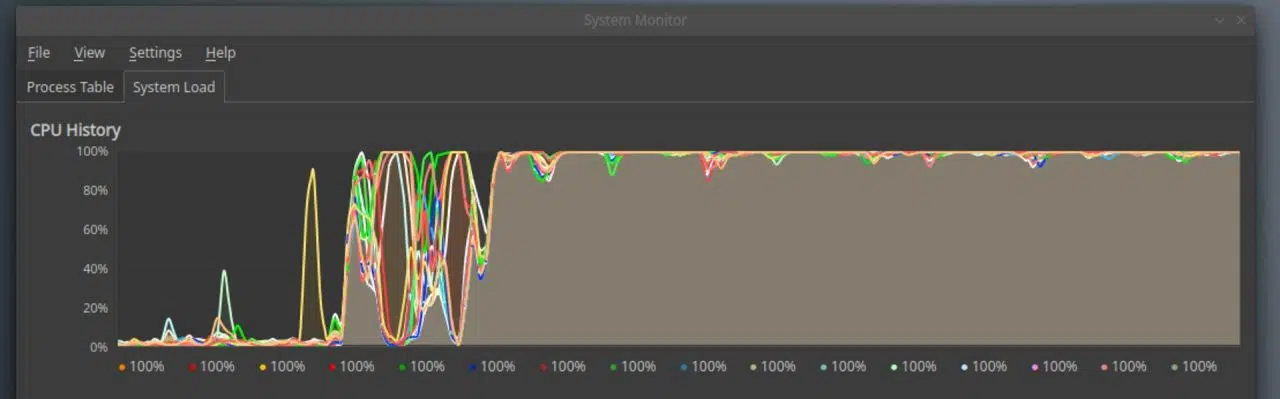 System Monitor
File View Settings Help
Process Table System Load
CPU History
100%
80%
60%
40%
20%
0%
100% 100% 100% 100% 100% 100% 100% 100% 100% 100% 100% 100% 100% 100% 100% 100%